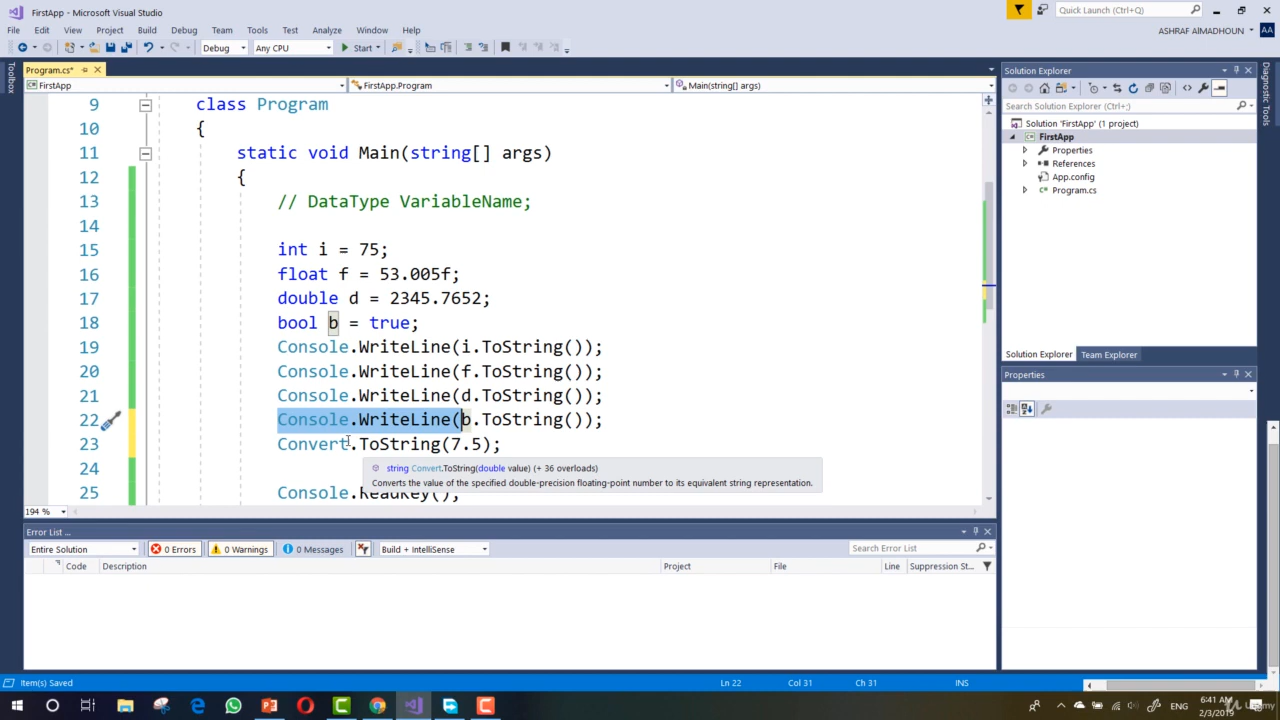 FirstApp - Microsoft Visual Studio
Quick Launch (Ctrl+Q)
File Edit View Project Build Debug Team Tools Test Analyze Window Help
ASHRAF AIMADHOUN AA
Debug Any CPU Start
Toolbox
Program.cs*
FirstApp
FirstApp.Program
Main(string[] args)
9 class Program
10 {
11 static void Main(string[] args)
12 {
13 // DataType VariableName;
14
15 int i = 75;
16 float f = 53.005f;
17 double d = 2345.7652;
18 bool b = true;
19 Console.WriteLine(i.ToString());
20 Console.WriteLine(f.ToString());
21 Console.WriteLine(d.ToString());
22 Console.WriteLine(b.ToString());
23 Convert.ToString(7.5);
24
string Convert.ToString(double value) (+ 36 overloads)
Converts the value of the specified double-precision floating-point number to its equivalent string representation.
25 Console.ReadKey();
194 %
Solution Explorer
Search Solution Explorer (Ctrl+;)
Solution 'FirstApp' (1 project)
FirstApp
Properties
References
App.config
Program.cs
Solution Explorer Team Explorer
Properties
Diagnostic Tools
Error List ...
Entire Solution 0 Errors 0 Warnings 0 Messages Build + IntelliSense
Search Error List
Code Description Project File Line Suppression St...
Item(s) Saved Ln 22 Col 31 Ch 31 INS
6:41 AM
2/3/2019
Udemy